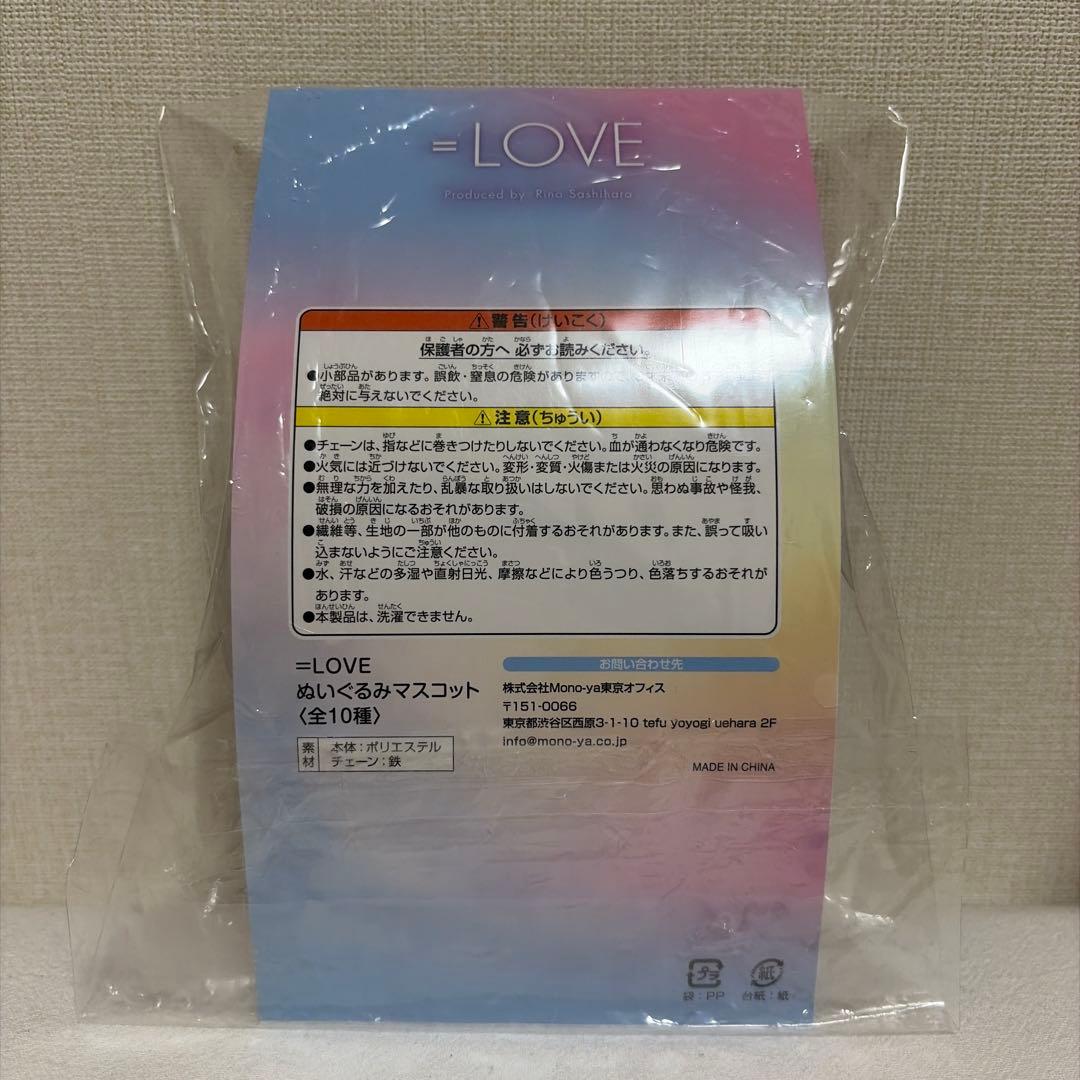 =LOVE
Produced by Rino Sashihara
⚠警告(けいこく)
保護者の方へ 必ずお読みください。
●小部品があります。誤飲・窒息の危険があります
絶対に与えないでください。
⚠注意(ちゅうい)
●チェーンは、指などに巻きつけたりしないでください。血が通わなくなり危険です。
●火気には近づけないでください。変形・変質・火傷または火災の原因になります。
●無理な力を加えたり、乱暴な取り扱いはしないでください。思わぬ事故や怪我、
破損の原因になるおそれがあります。
●繊維等、生地の一部が他のものに付着するおそれがあります。また、誤って吸い
込まないようにご注意ください。
●水、汗などの多湿や直射日光、摩擦などにより色うつり、色落ちするおそれが
あります。
●本製品は、洗濯できません。
=LOVE
ぬいぐるみマスコット
〈全10種〉
素材
本体：ポリエステル
チェーン：鉄
お問い合わせ先
株式会社Mono-ya東京オフィス
〒151-0066
東京都渋谷区西原3-1-10 tefu yoyogi uehara 2F
info@mono-ya.co.jp
MADE IN CHINA
プラ
袋：PP
紙
台紙：紙